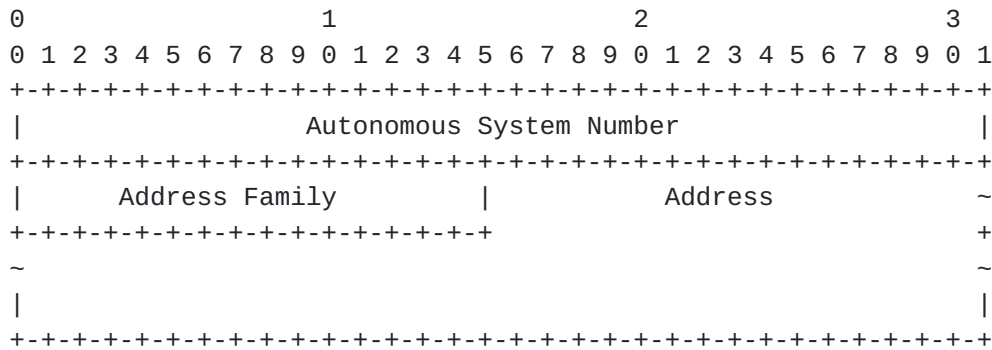 0                   1                   2                   3
0 1 2 3 4 5 6 7 8 9 0 1 2 3 4 5 6 7 8 9 0 1 2 3 4 5 6 7 8 9 0 1
+-+-+-+-+-+-+-+-+-+-+-+-+-+-+-+-+-+-+-+-+-+-+-+-+-+-+-+-+-+-+-+
|                  Autonomous System Number                   |
+-+-+-+-+-+-+-+-+-+-+-+-+-+-+-+-+-+-+-+-+-+-+-+-+-+-+-+-+-+-+-+
|      Address Family         |           Address             ~
+-+-+-+-+-+-+-+-+-+-+-+-+-+-+-+                               +
~                                                             ~
|                                                             |
+-+-+-+-+-+-+-+-+-+-+-+-+-+-+-+-+-+-+-+-+-+-+-+-+-+-+-+-+-+-+-+